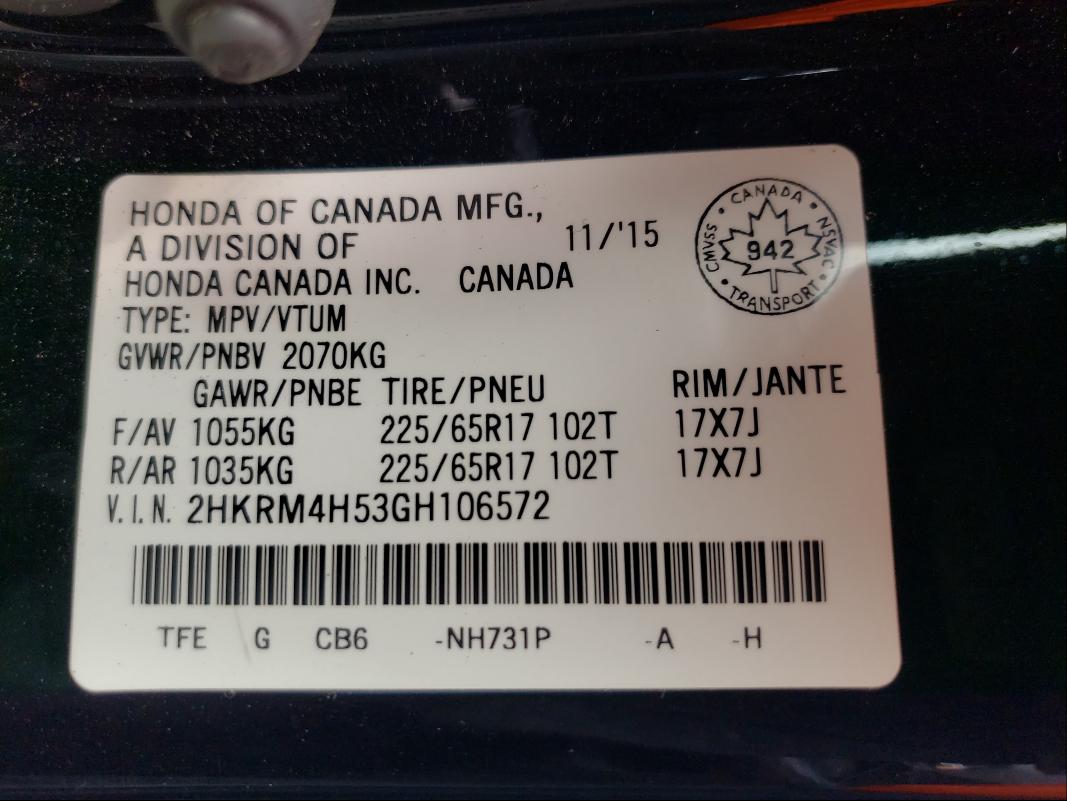 HONDA OF CANADA MFG.,
A DIVISION OF 11/'15
HONDA CANADA INC. CANADA
CANADA
CMVSS 942 NSVAC
TRANSPORT
TYPE: MPV/VTUM
GVWR/PNBV 2070KG
GAWR/PNBE TIRE/PNEU RIM/JANTE
F/AV 1055KG 225/65R17 102T 17X7J
R/AR 1035KG 225/65R17 102T 17X7J
V.I.N. 2HKRM4H53GH106572
TFE G CB6 -NH731P -A -H